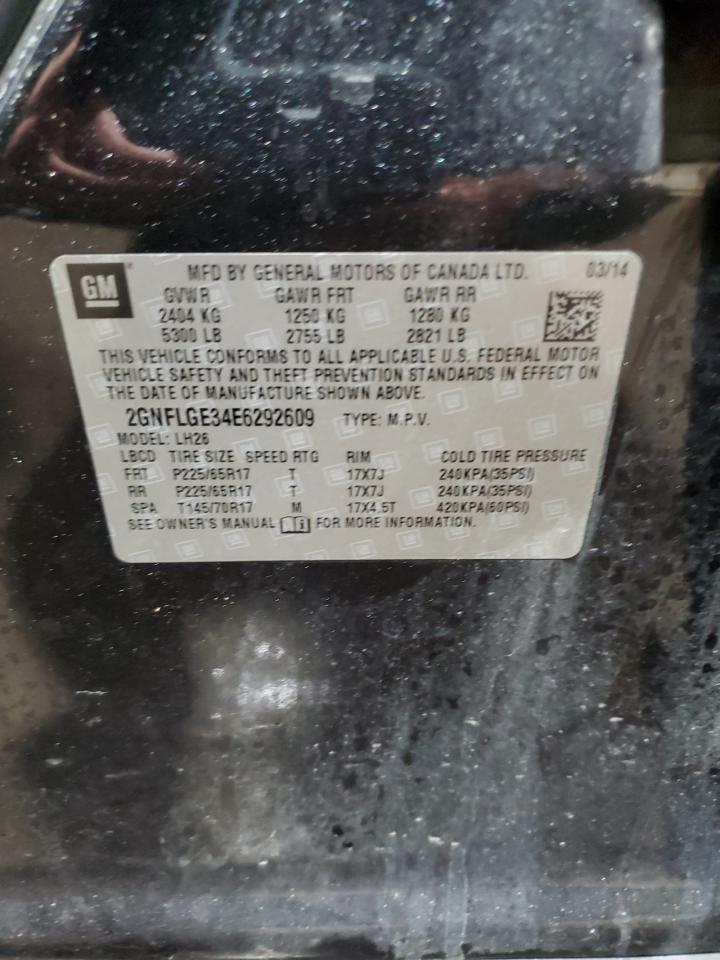 GM MFD BY GENERAL MOTORS OF CANADA LTD. 03/14
GVWR GAWR FRT GAWR RR
2404 KG 1250 KG 1280 KG
5300 LB 2755 LB 2821 LB
THIS VEHICLE CONFORMS TO ALL APPLICABLE U.S. FEDERAL MOTOR
VEHICLE SAFETY AND THEFT PREVENTION STANDARDS IN EFFECT ON
THE DATE OF MANUFACTURE SHOWN ABOVE.
2GNFLGE34E6292609 TYPE: M.P.V.
MODEL: LH26
LBCD TIRE SIZE SPEED RTG RIM COLD TIRE PRESSURE
FRT P225/65R17 T 17X7J 240KPA(35PSI)
RR P225/65R17 T 17X7J 240KPA(35PSI)
SPA T145/70R17 M 17X4.5T 420KPA(60PSI)
SEE OWNER'S MANUAL FOR MORE INFORMATION.